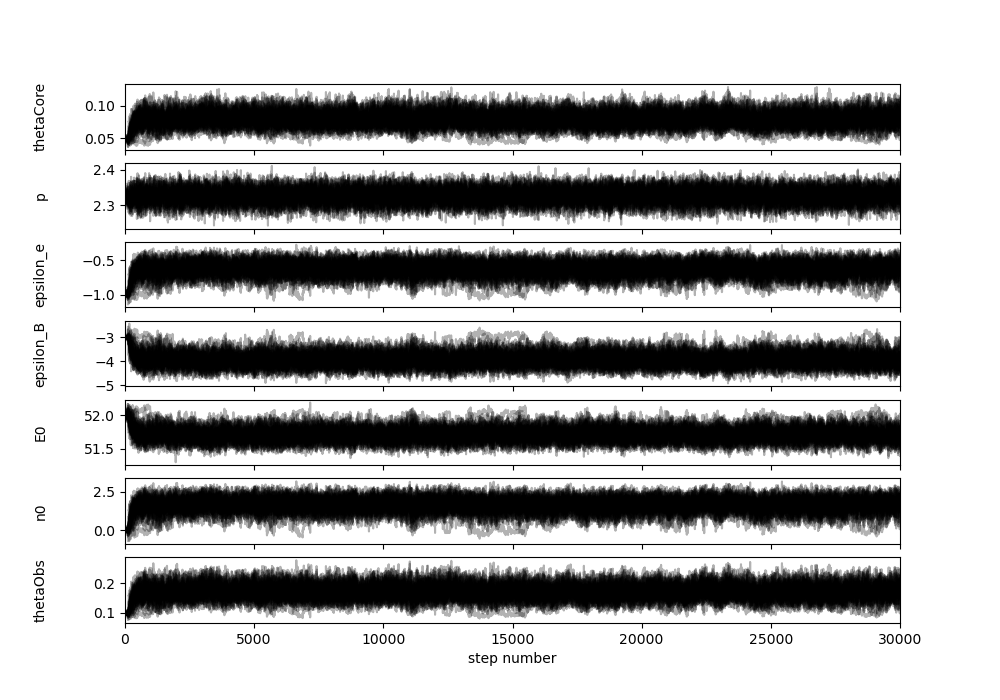 thetaCore
0.10
0.05
p
2.4
2.3
epsilon_e
−0.5
−1.0
epsilon_B
−3
−4
−5
E0
52.0
51.5
n0
2.5
0.0
thetaObs
0.2
0.1
0 5000 10000 15000 20000 25000 30000
step number